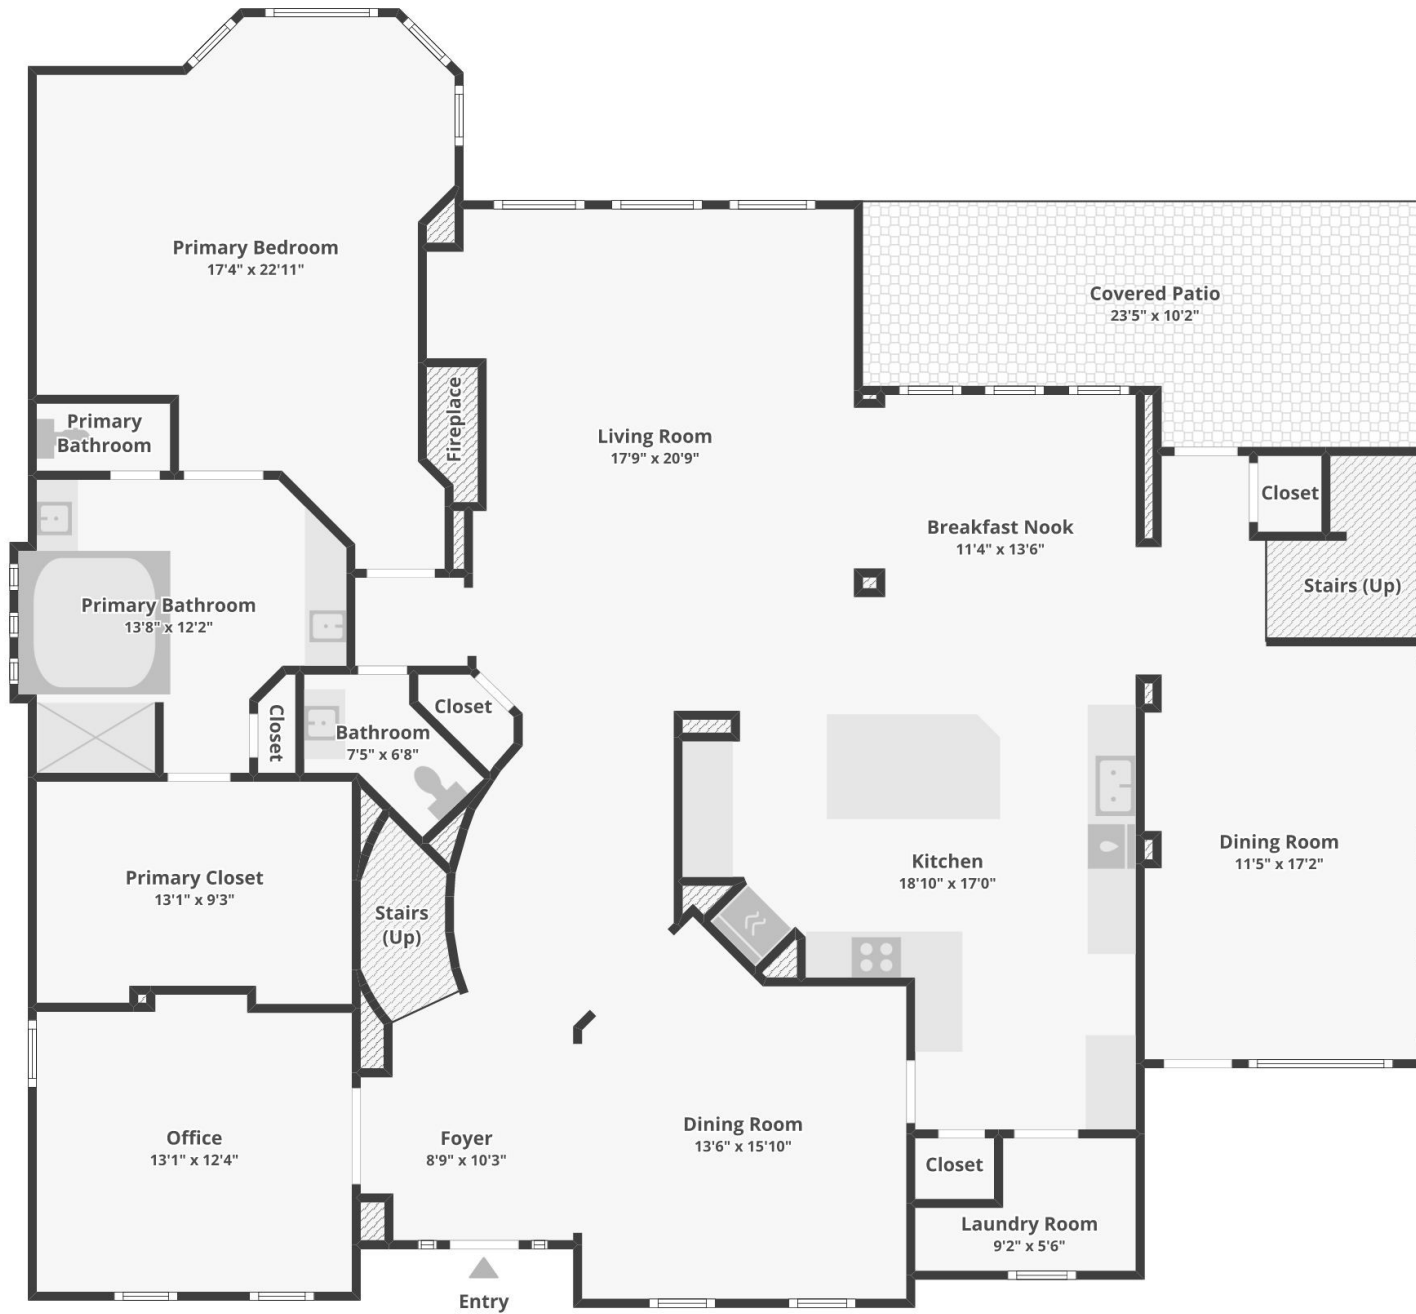 Primary Bedroom
17'4" x 22'11"
Covered Patio
23'5" x 10'2"
Primary
Bathroom
Fireplace
Living Room
17'9" x 20'9"
Closet
Breakfast Nook
11'4" x 13'6"
Stairs (Up)
Primary Bathroom
13'8" x 12'2"
Closet
Bathroom
7'5" x 6'8"
Closet
Kitchen
18'10" x 17'0"
Dining Room
11'5" x 17'2"
Primary Closet
13'1" x 9'3"
Stairs
(Up)
Office
13'1" x 12'4"
Foyer
8'9" x 10'3"
Dining Room
13'6" x 15'10"
Closet
Laundry Room
9'2" x 5'6"
Entry